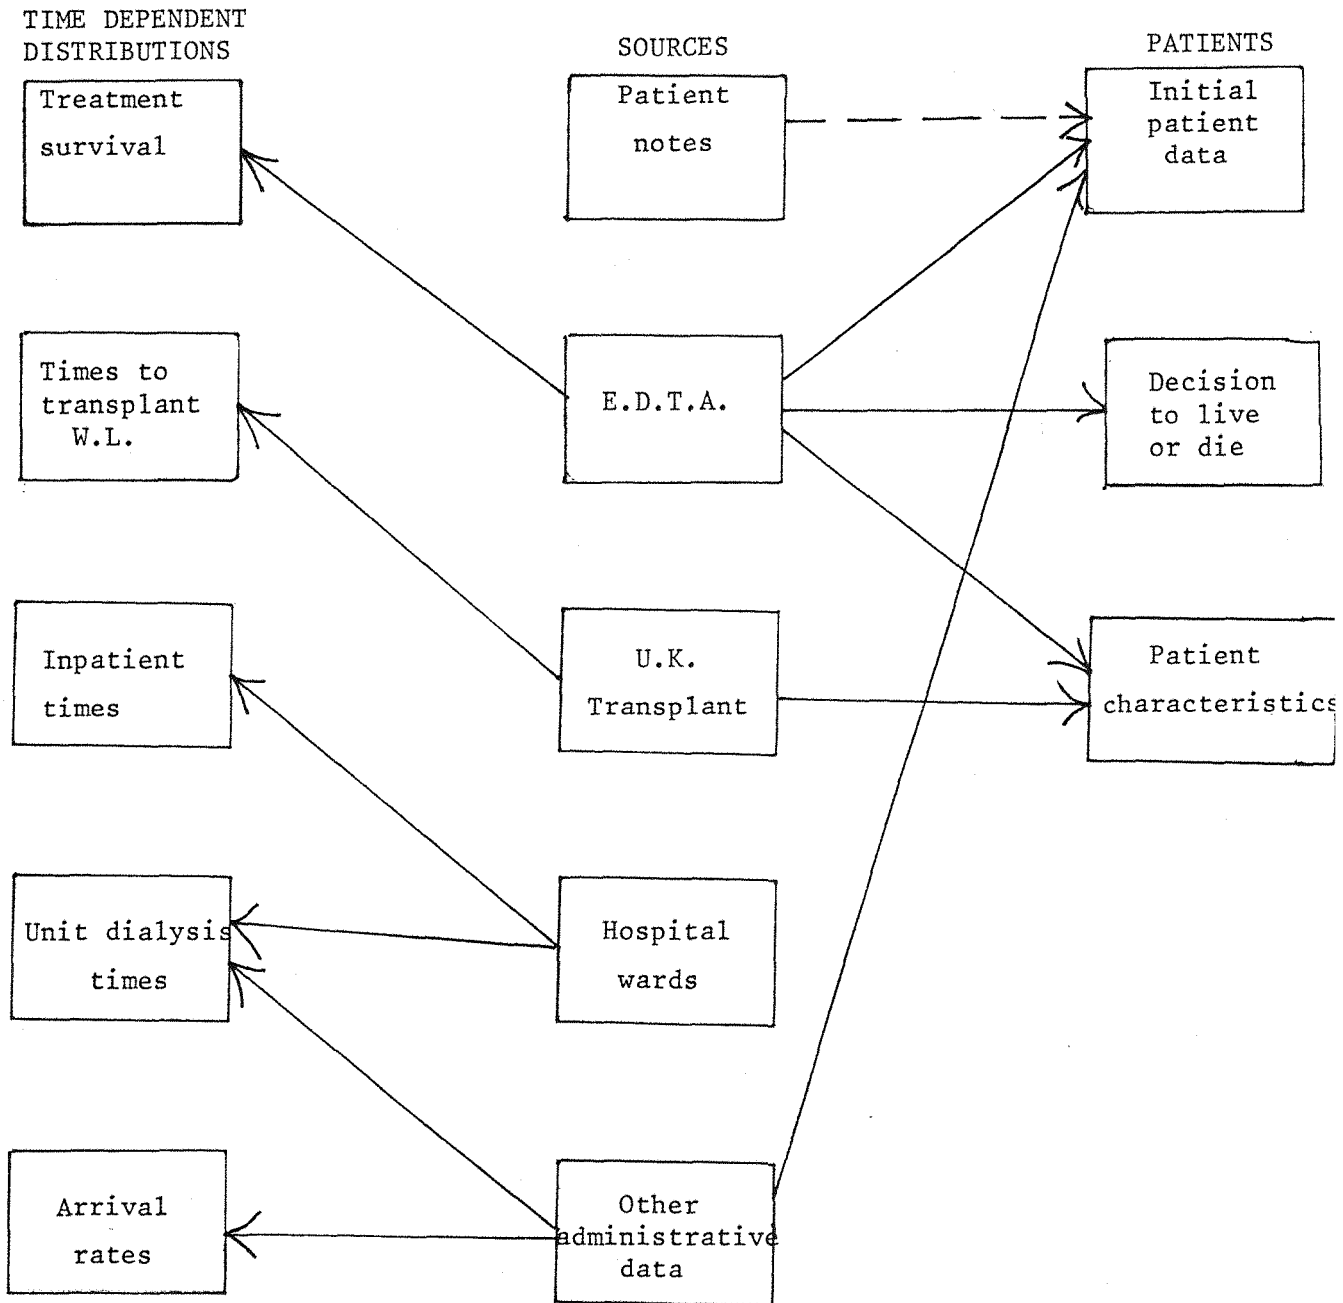 TIME DEPENDENT
DISTRIBUTIONS
Treatment
survival
Times to
transplant
W.L.
Inpatient
times
Unit dialysis
times
Arrival
rates
SOURCES
Patient
notes
E.D.T.A.
U.K.
Transplant
Hospital
wards
Other
administrative
data
PATIENTS
Initial
patient
data
Decision
to live
or die
Patient
characteristics